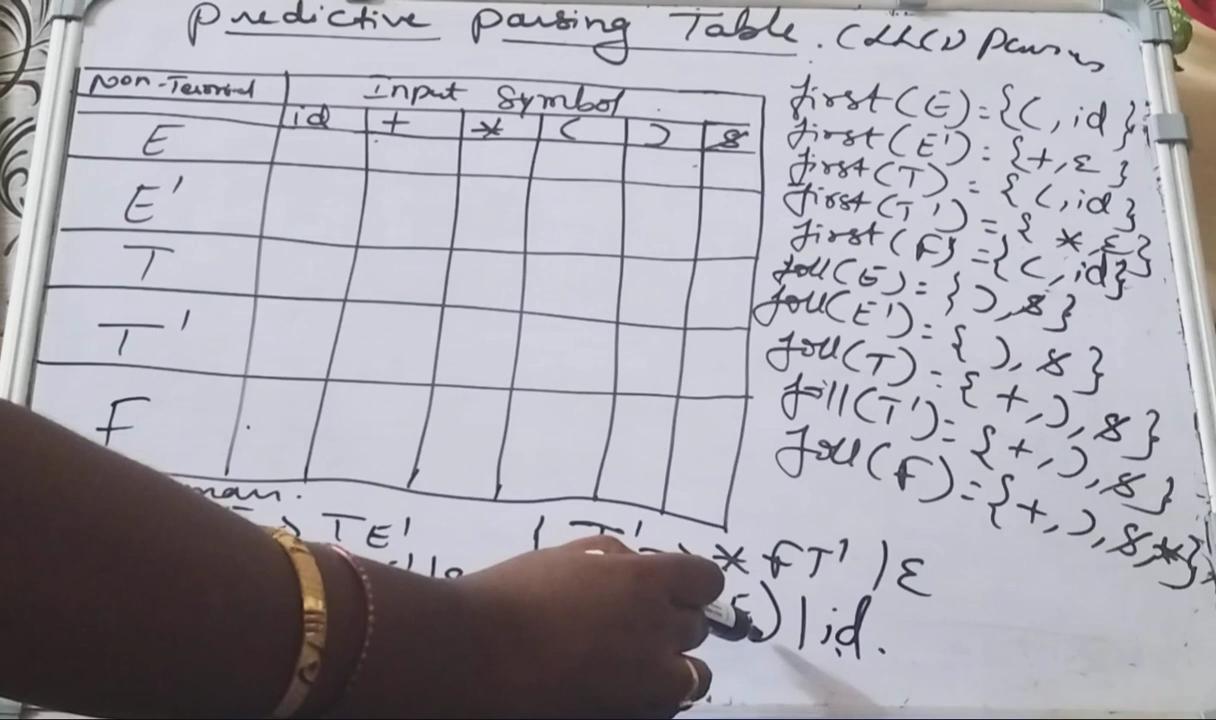 Predictive Parsing Table. (LL(1) Parser
Non-Terminal Input Symbol
id + * ( ) $
E
E'
T
T'
F
first(E)={(, id};
first(E')={+, ε}
first(T)={(, id}
first(T')={*, ε}
first(F)={(, id}
foll(E)={), $}
foll(E')={), $}
foll(T)={+, ), $}
foll(T')={+, ), $}
foll(F)={+, ), $, *}
TE'
T' → *FT' | ε
) | id.